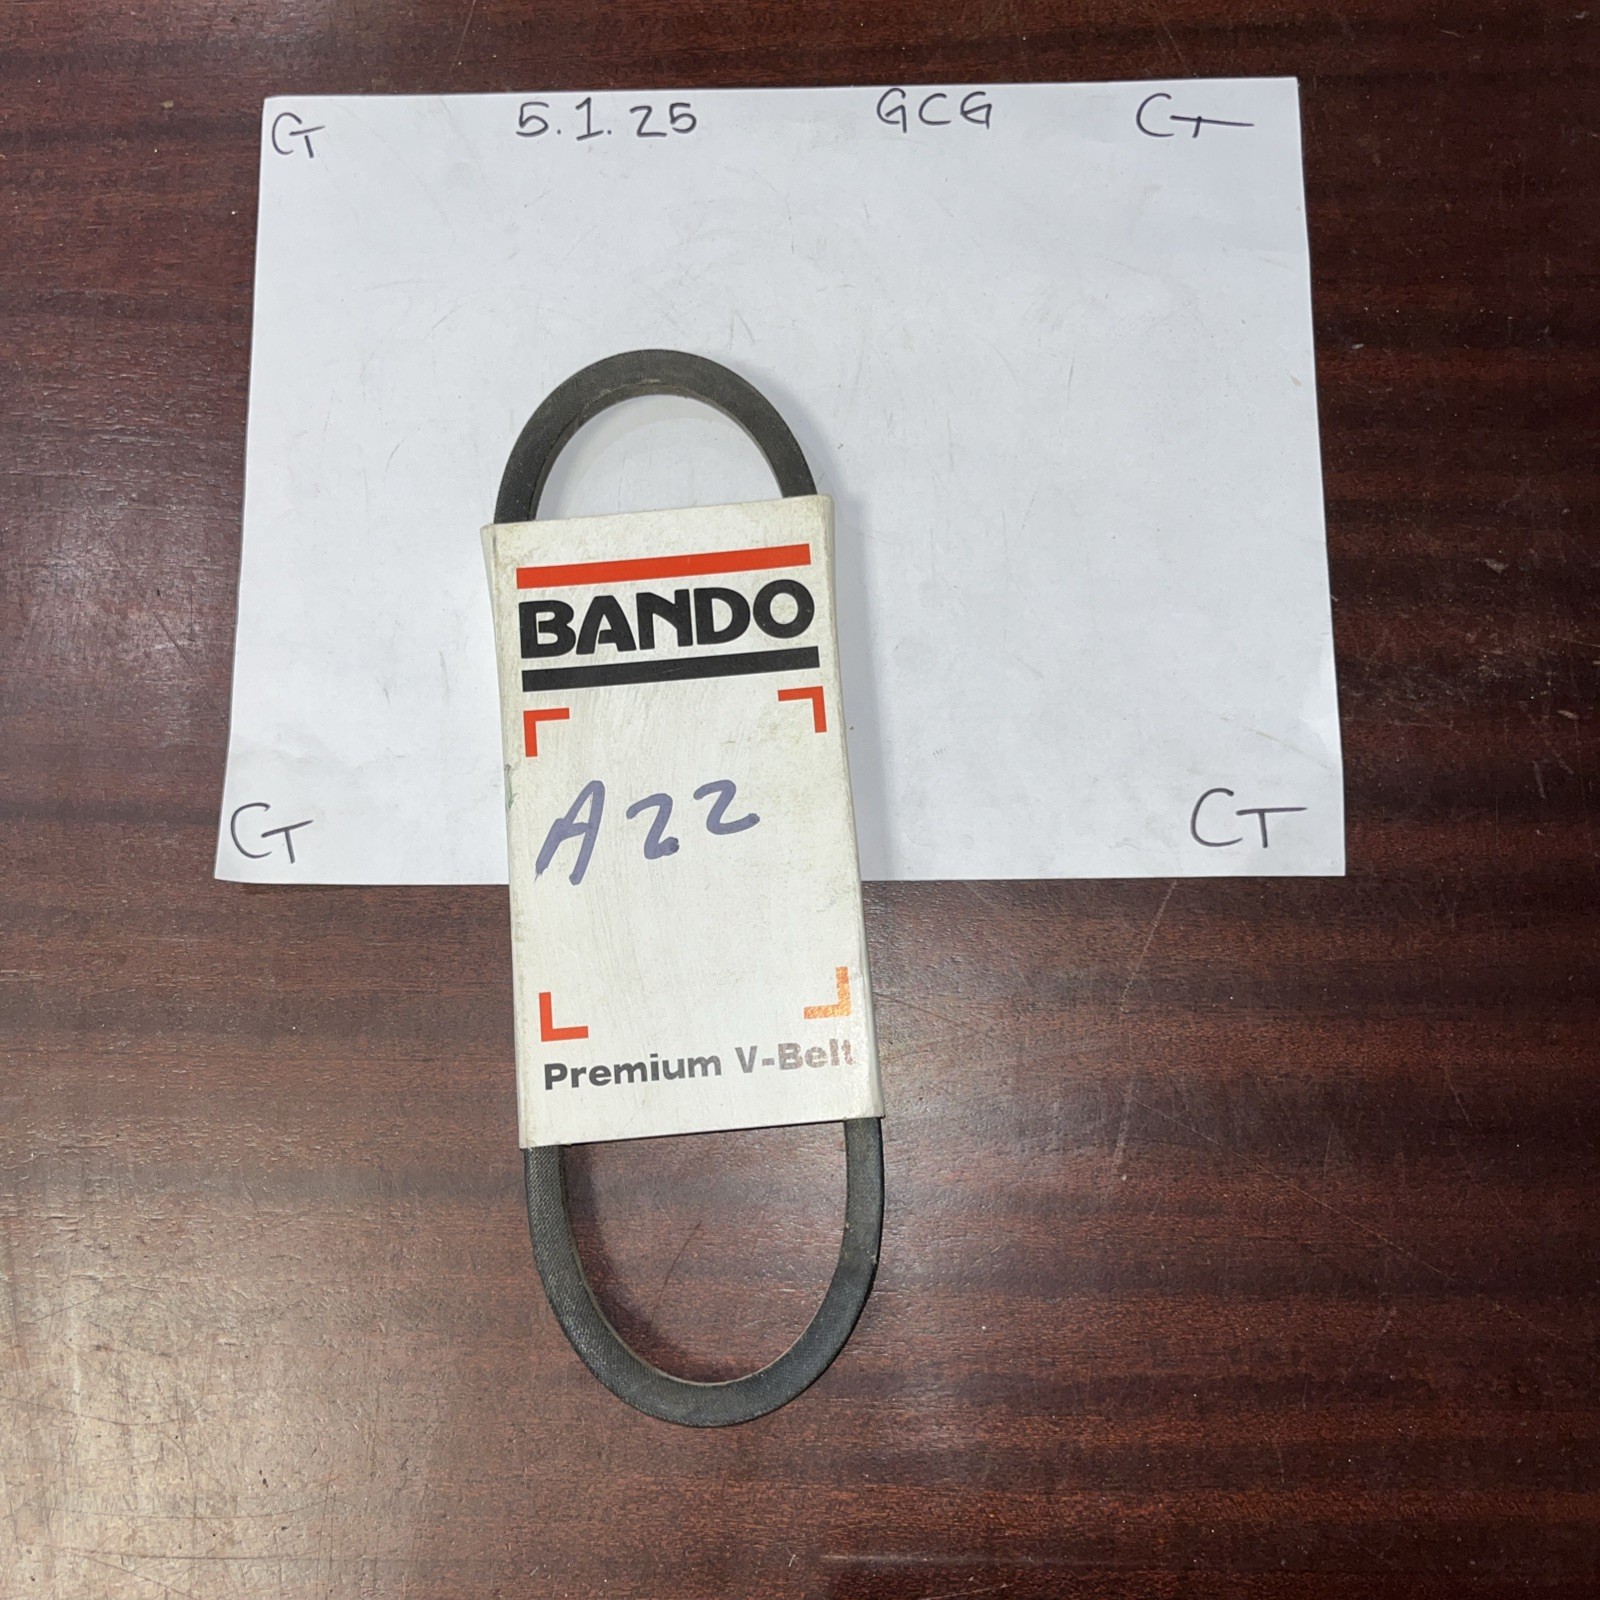 CT 5.1.25 GCG CT
BANDO
A22
CT CT
Premium V-Belt